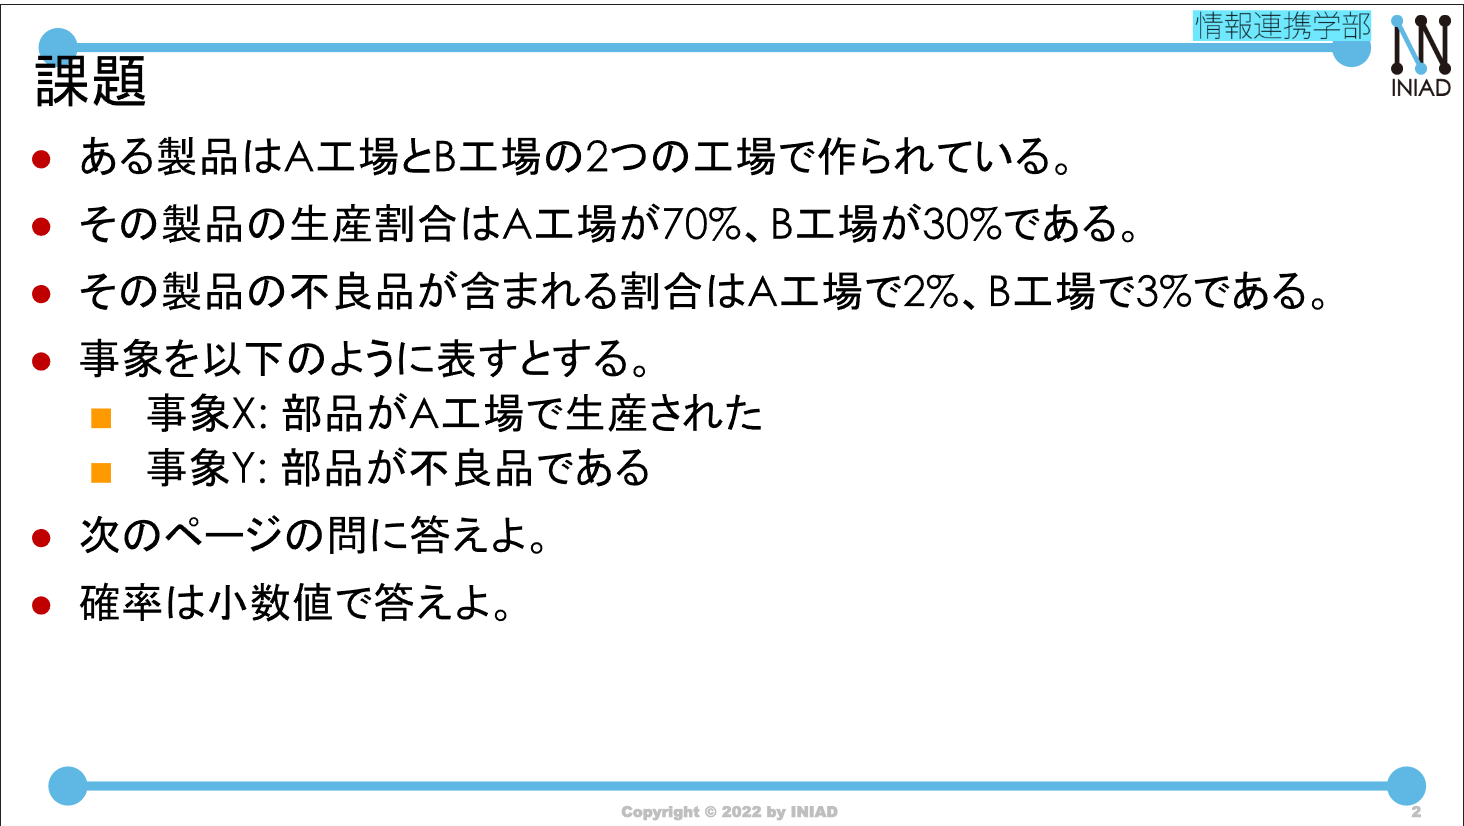 情報連携学部
INIAD
課題
ある製品はA工場とB工場の2つの工場で作られている。
その製品の生産割合はA工場が70%、B工場が30%である。
その製品の不良品が含まれる割合はA工場で2%、B工場で3%である。
事象を以下のように表すとする。
事象X: 部品がA工場で生産された
事象Y: 部品が不良品である
次のページの問に答えよ。
確率は小数値で答えよ。
Copyright © 2022 by INIAD
2